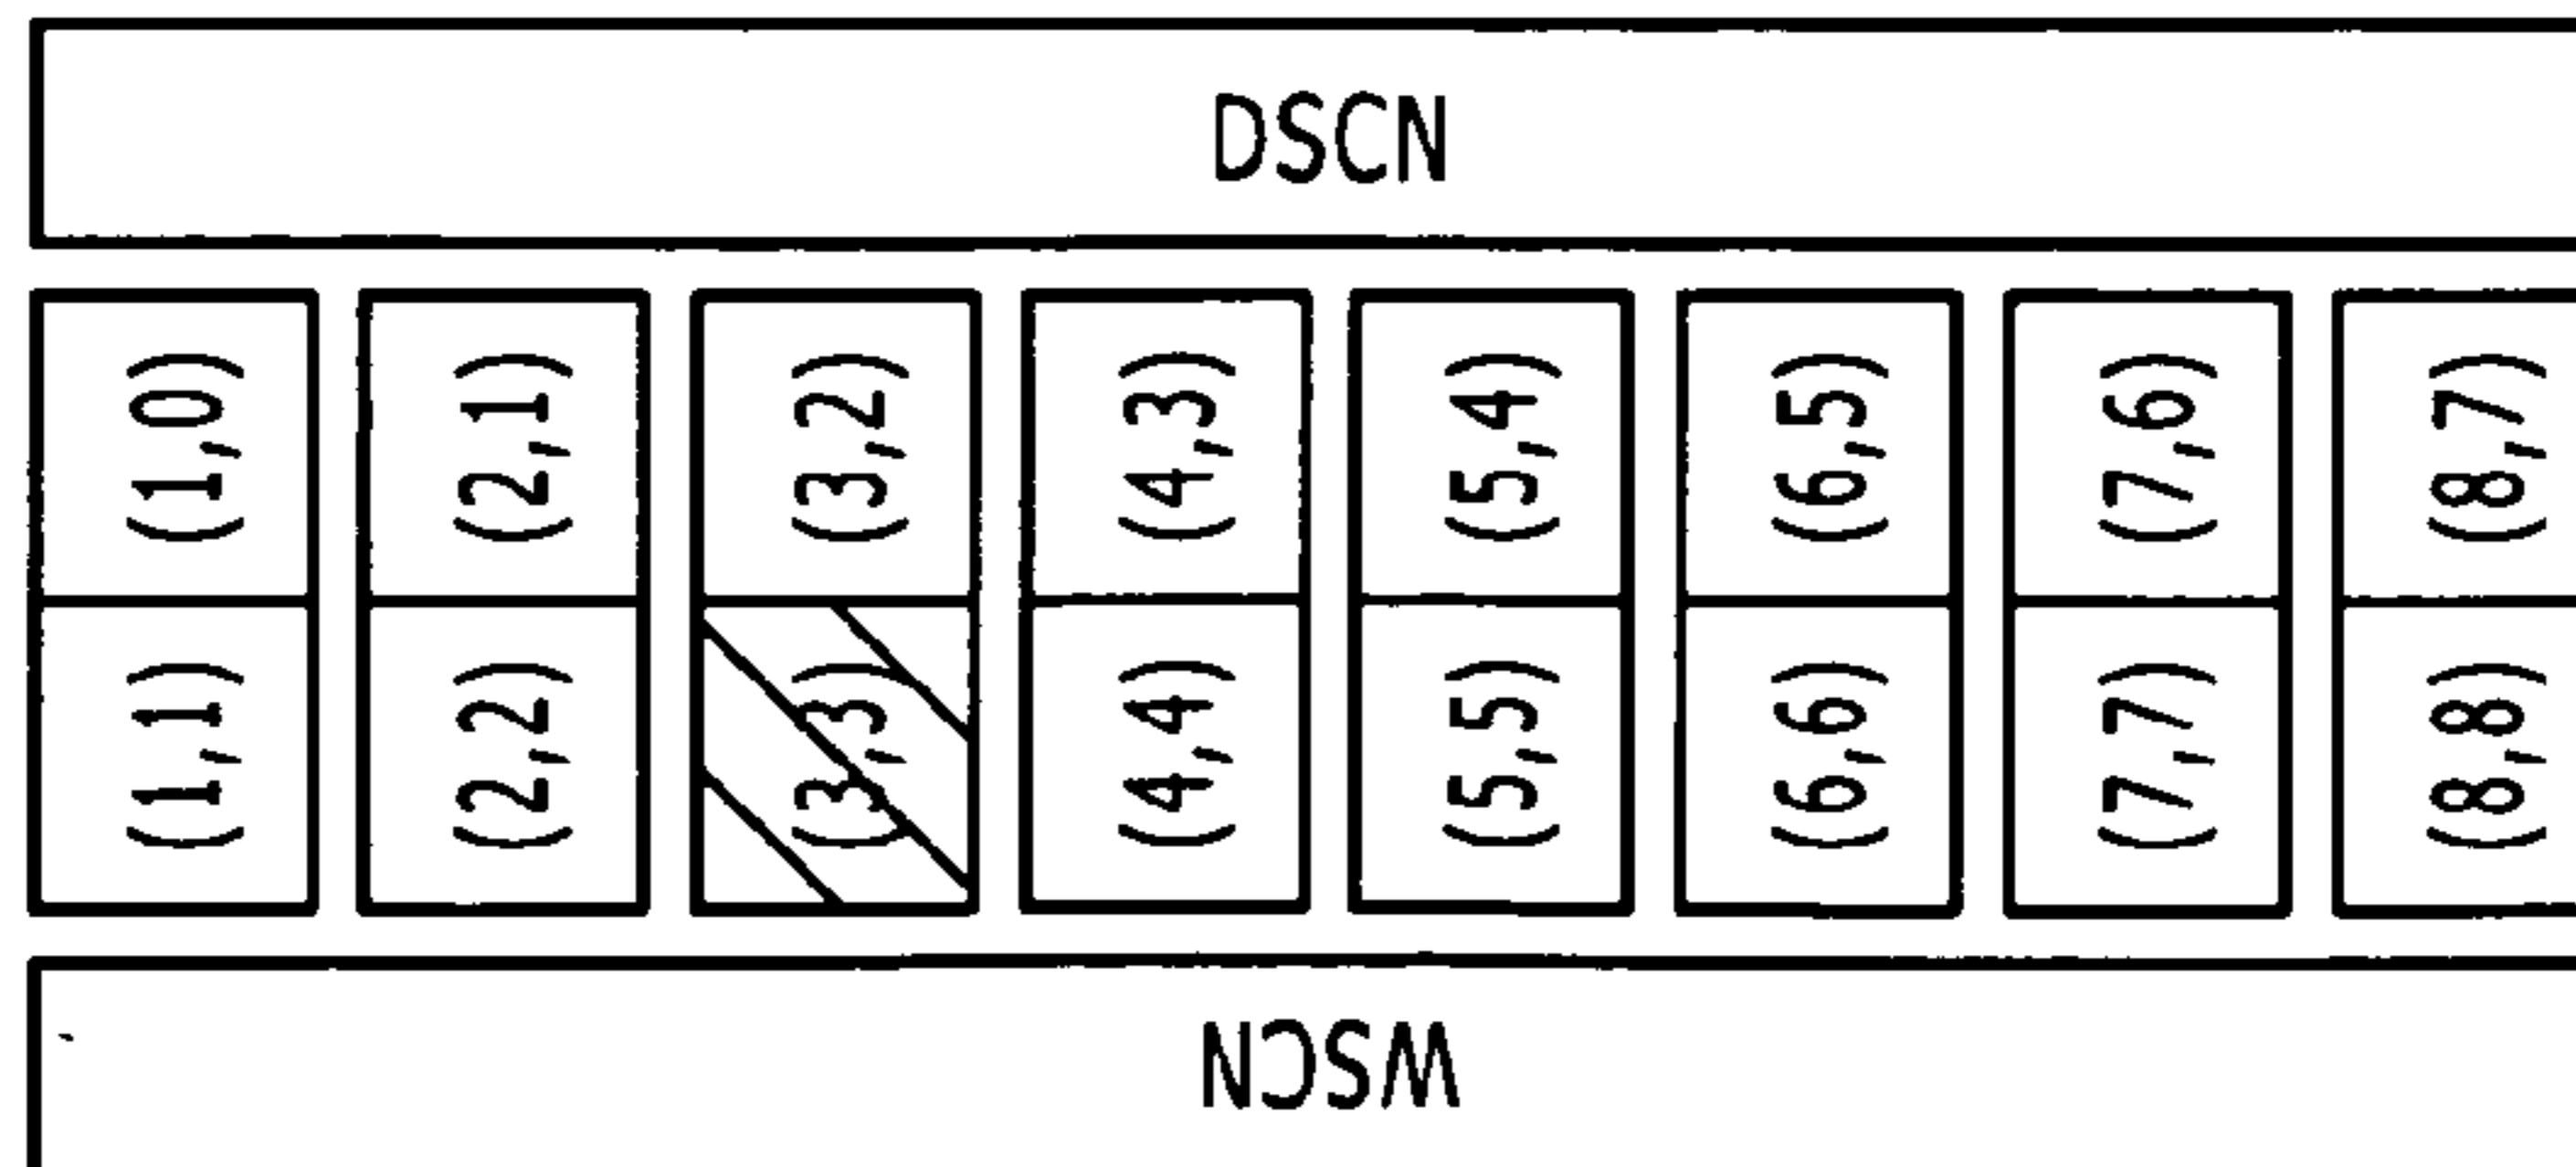 DSCN
(1,0) (2,1) (3,2) (4,3) (5,4) (6,5) (7,6) (8,7)
(1,1) (2,2) (3,3) (4,4) (5,5) (6,6) (7,7) (8,8)
WSCN